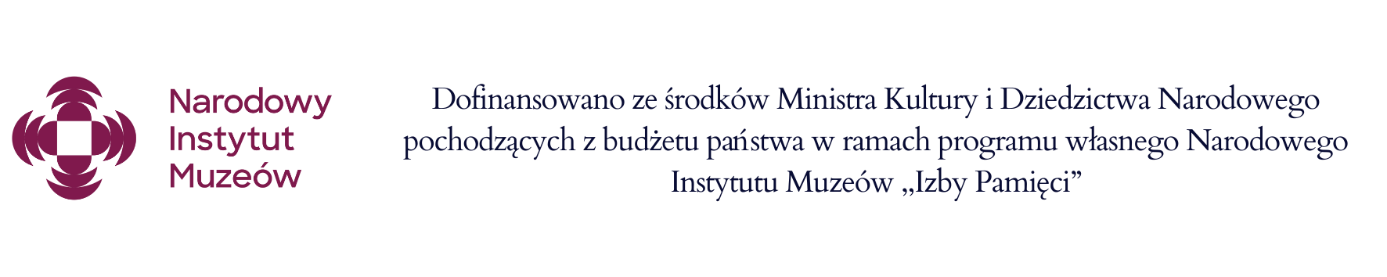 Narodowy
Instytut
Muzeów
Dofinansowano ze środków Ministra Kultury i Dziedzictwa Narodowego
pochodzących z budżetu państwa w ramach programu własnego Narodowego
Instytutu Muzeów „Izby Pamięci”